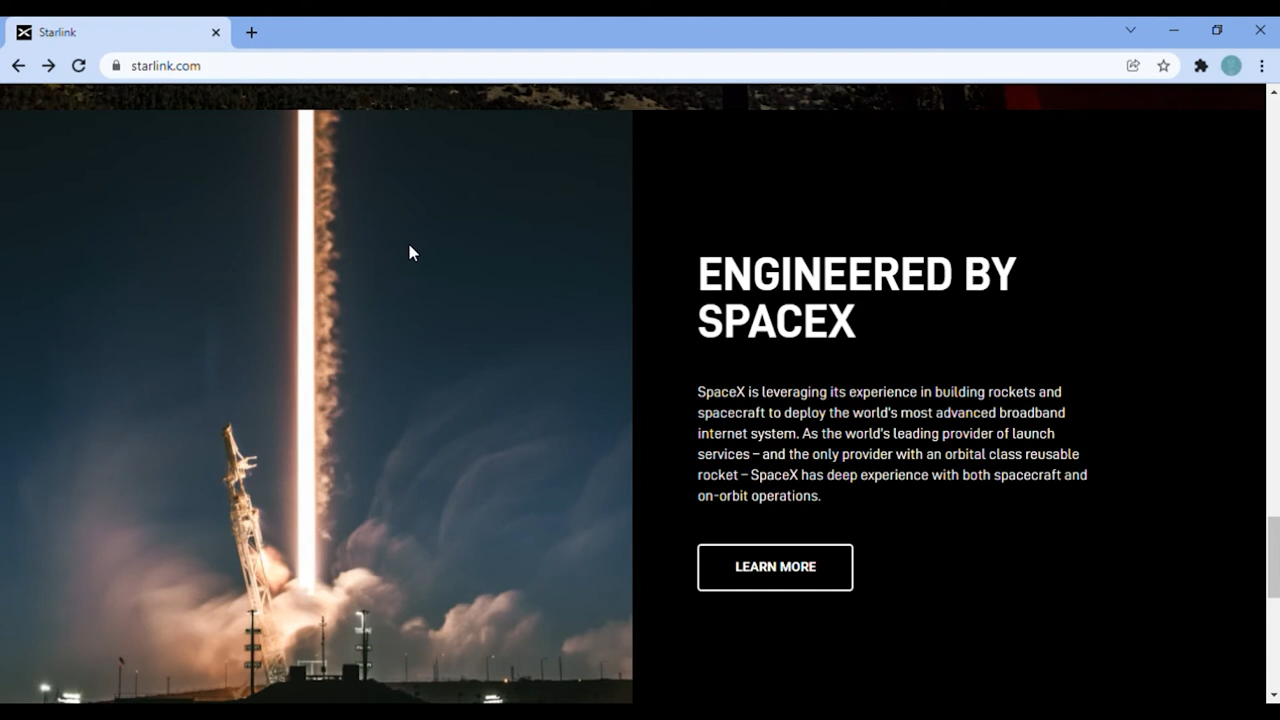 Starlink
starlink.com
ENGINEERED BY
SPACEX
SpaceX is leveraging its experience in building rockets and
spacecraft to deploy the world's most advanced broadband
internet system. As the world's leading provider of launch
services – and the only provider with an orbital class reusable
rocket – SpaceX has deep experience with both spacecraft and
on-orbit operations.
LEARN MORE